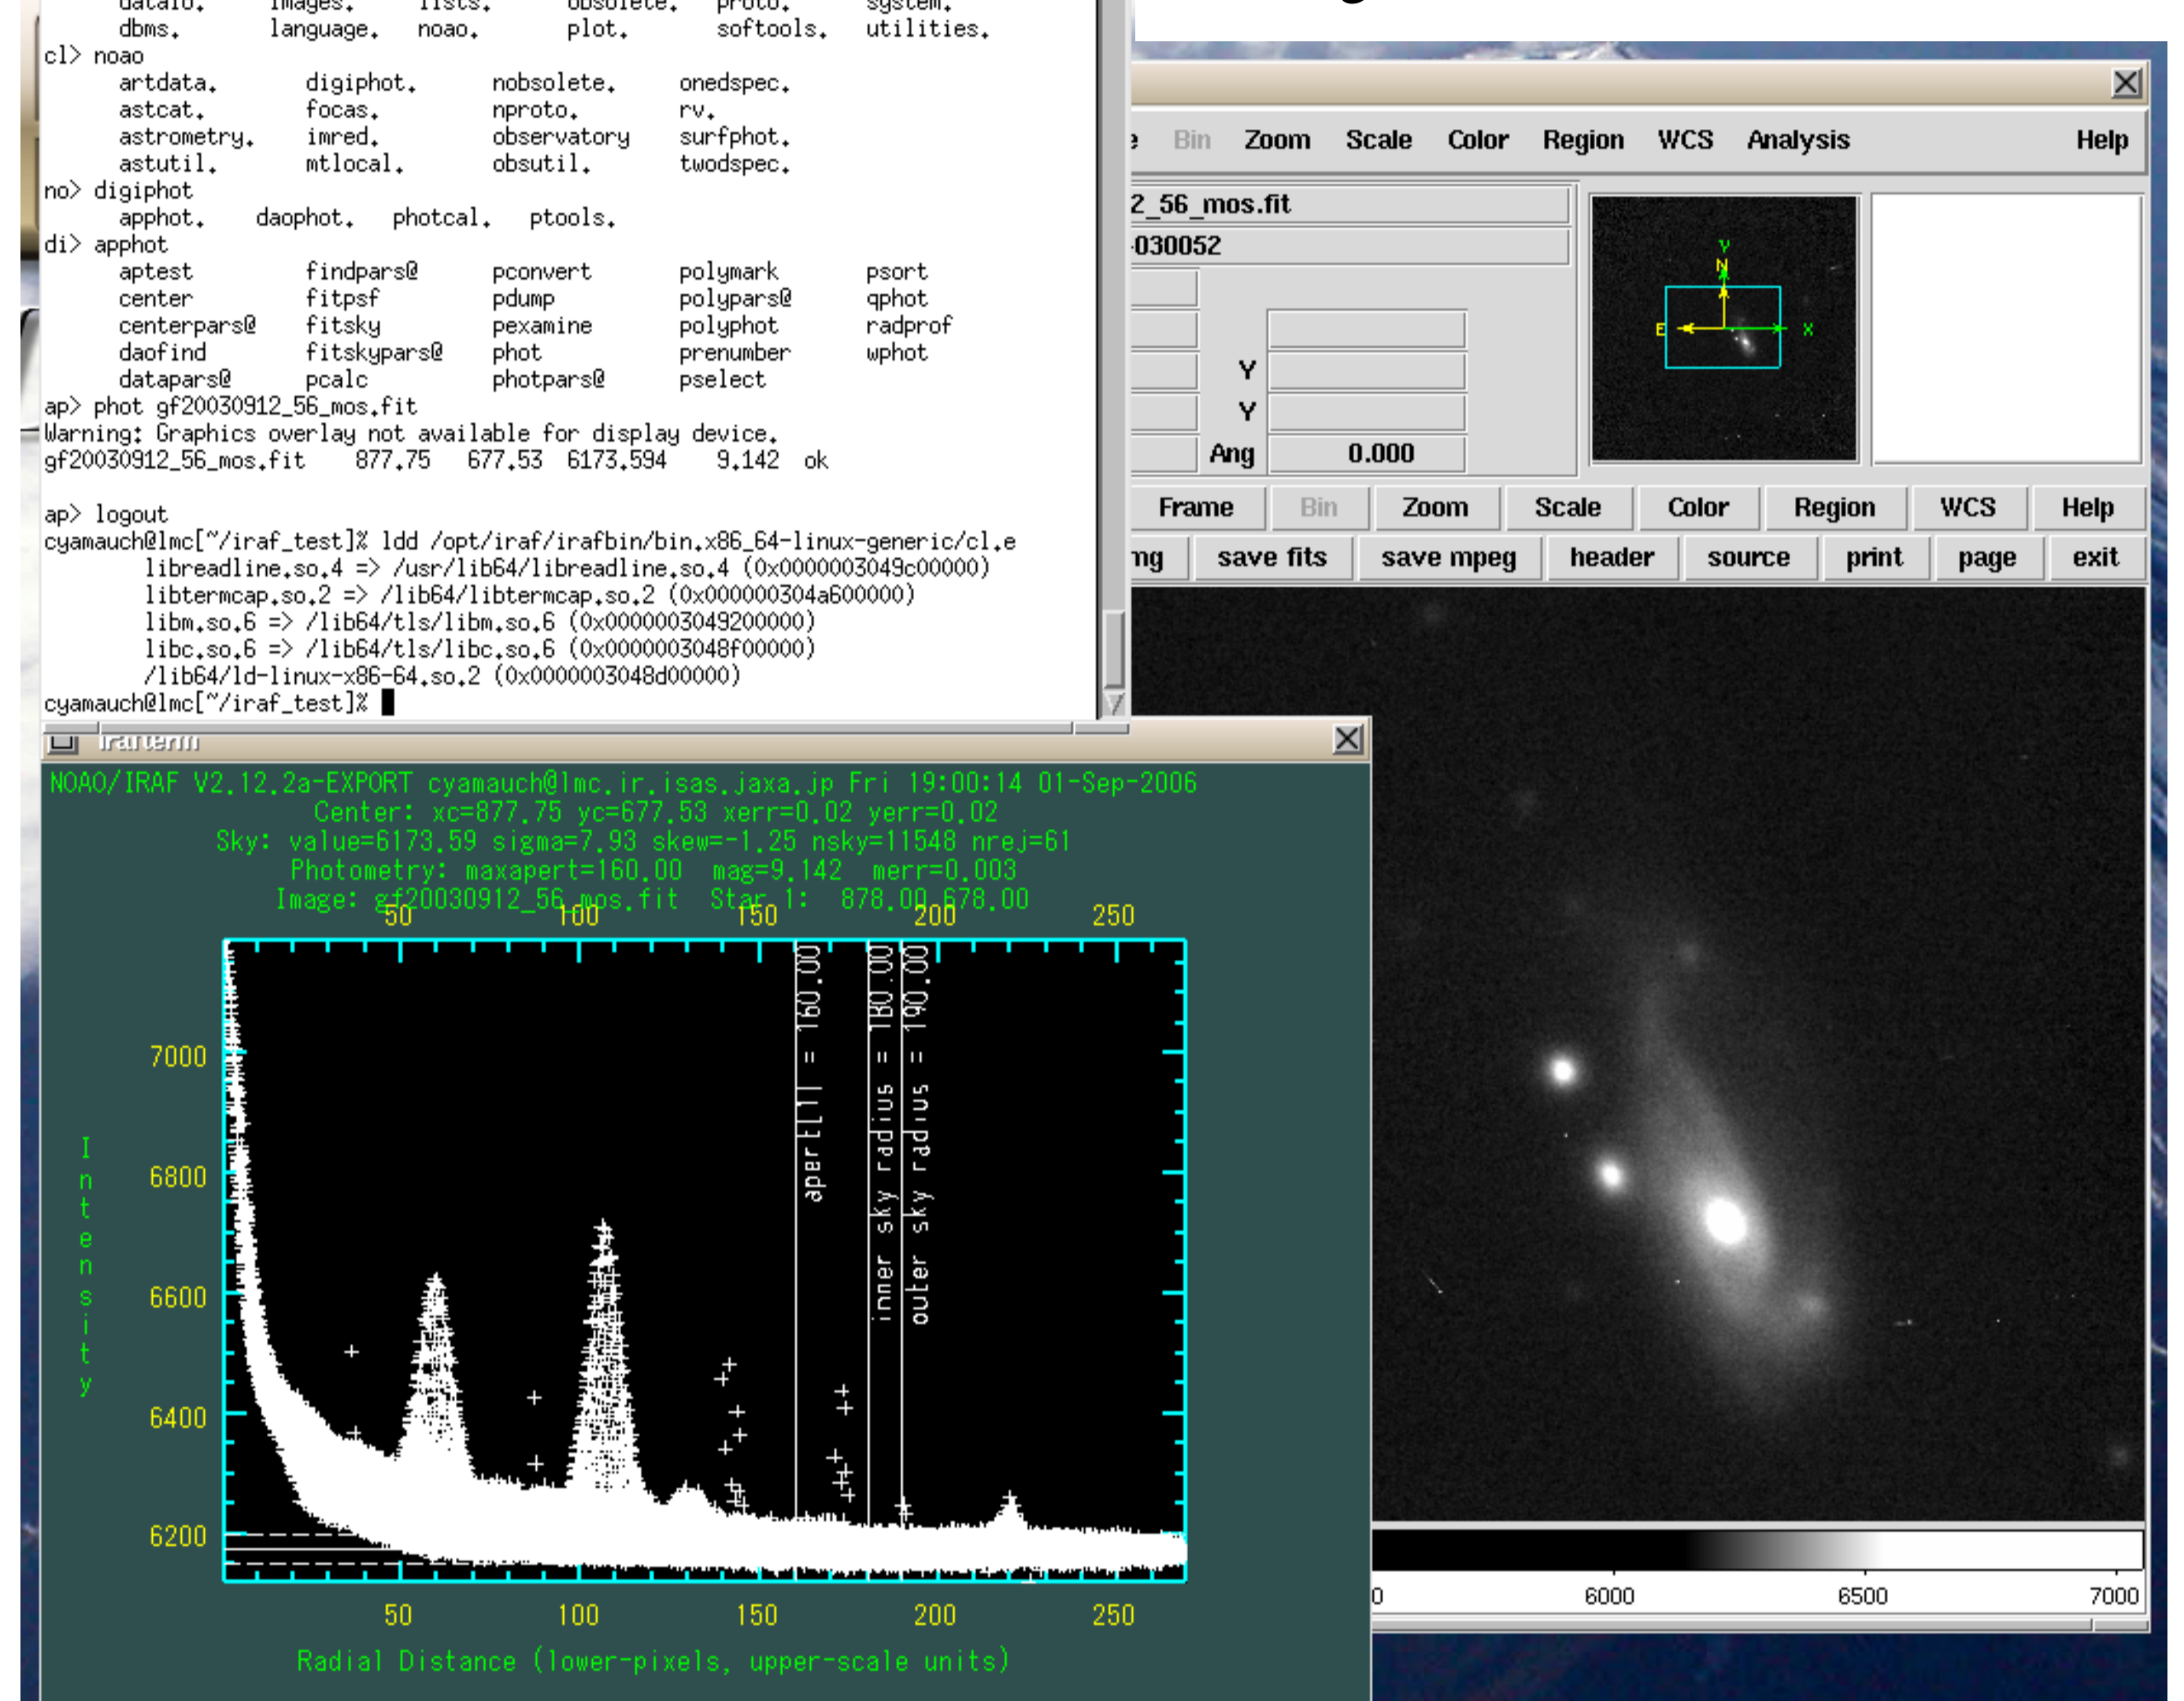 dataio. images. lists. obsolete. proto. system.
dbms. language. noao. plot. softools. utilities.
cl> noao
artdata. digiphot. nobsolete. onedspec.
astcat. focas. nproto. rv.
astrometry. imred. observatory surfphot.
astutil. mtlocal. obsutil. twodspec.
no> digiphot
apphot. daophot. photcal. ptools.
di> apphot
aptest findpars@ pconvert polymark psort
center fitpsf pdump polypars@ qphot
centerpars@ fitsky pexamine polyphot radprof
daofind fitskypars@ phot prenumber wphot
datapars@ pcalc photpars@ pselect
ap> phot gf20030912_56_mos.fit
Warning: Graphics overlay not available for display device.
gf20030912_56_mos.fit 877.75 677.53 6173.594 9.142 ok
ap> logout
cyamauch@lmc[~/iraf_test]% ldd /opt/iraf/irafbin/bin.x86_64-linux-generic/cl.e
libreadline.so.4 => /usr/lib64/libreadline.so.4 (0x0000003049c00000)
libtermcap.so.2 => /lib64/libtermcap.so.2 (0x000000304a600000)
libm.so.6 => /lib64/tls/libm.so.6 (0x0000003049200000)
libc.so.6 => /lib64/tls/libc.so.6 (0x0000003048f00000)
/lib64/ld-linux-x86-64.so.2 (0x0000003048d00000)
cyamauch@lmc[~/iraf_test]%
Bin Zoom Scale Color Region WCS Analysis Help
2_56_mos.fit
-030052
Y
Y
Ang 0.000
Y
N
E X
Frame Bin Zoom Scale Color Region WCS Help
save fits save mpeg header source print page exit
6000 6500 7000
irafterm
NOAO/IRAF V2.12.2a-EXPORT cyamauch@lmc.ir.isas.jaxa.jp Fri 19:00:14 01-Sep-2006
Center: xc=877.75 yc=677.53 xerr=0.02 yerr=0.02
Sky: value=6173.59 sigma=7.93 skew=-1.25 nsky=11548 nrej=61
Photometry: maxapert=160.00 mag=9.142 merr=0.003
Image: gf20030912_56_mos.fit Star 1: 878.00 678.00
50 100 150 200 250
apert[1] = 160.00
inner sky radius = 180.00
outer sky radius = 190.00
Intensity
7000
6800
6600
6400
6200
50 100 150 200 250
Radial Distance (lower-pixels, upper-scale units)